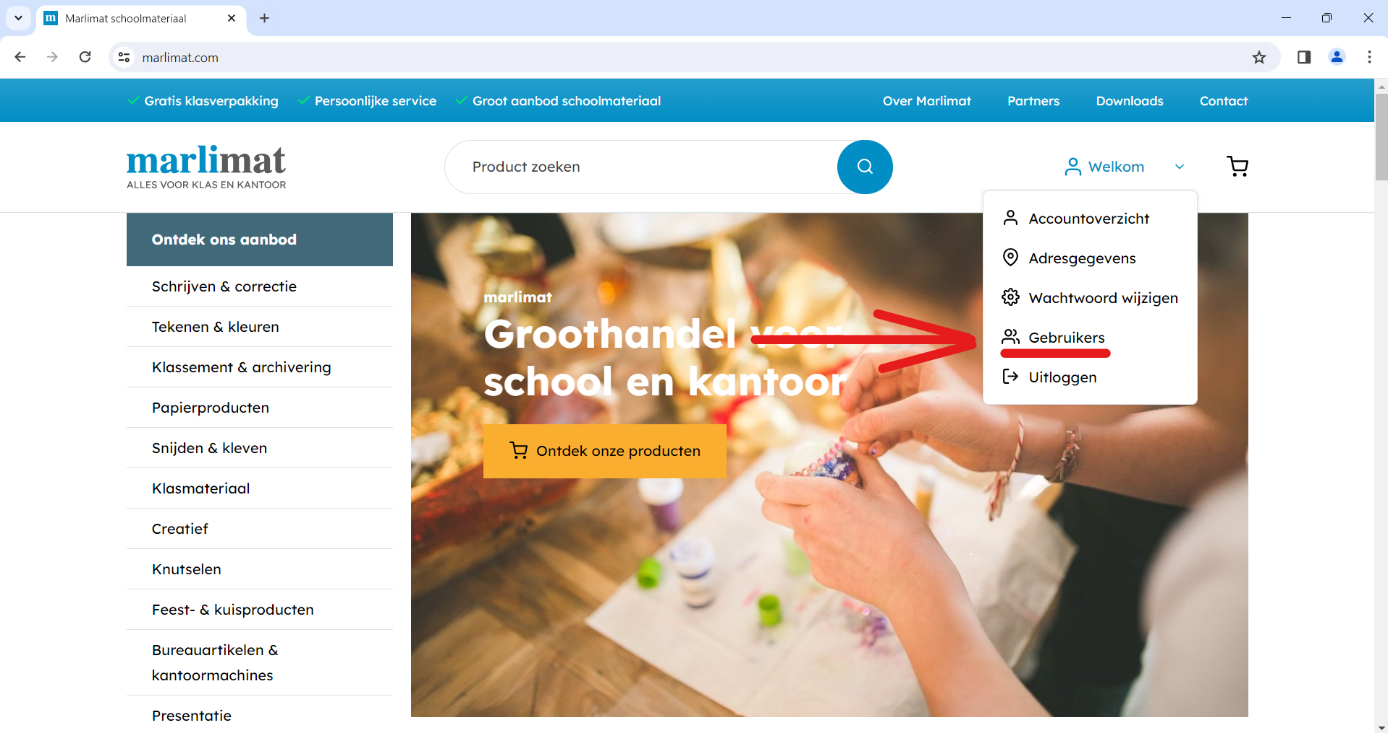 Marlimat schoolmateriaal
marlimat.com
Gratis klasverpakking Persoonlijke service Groot aanbod schoolmateriaal Over Marlimat Partners Downloads Contact
marlimat
ALLES VOOR KLAS EN KANTOOR
Product zoeken
Welkom
Accountoverzicht
Adresgegevens
Wachtwoord wijzigen
Gebruikers
Uitloggen
Ontdek ons aanbod
Schrijven & correctie
Tekenen & kleuren
Klassement & archivering
Papierproducten
Snijden & kleven
Klasmateriaal
Creatief
Knutselen
Feest- & kuisproducten
Bureauartikelen &
kantoormachines
Presentatie
marlimat
Groothandel voor
school en kantoor
Ontdek onze producten